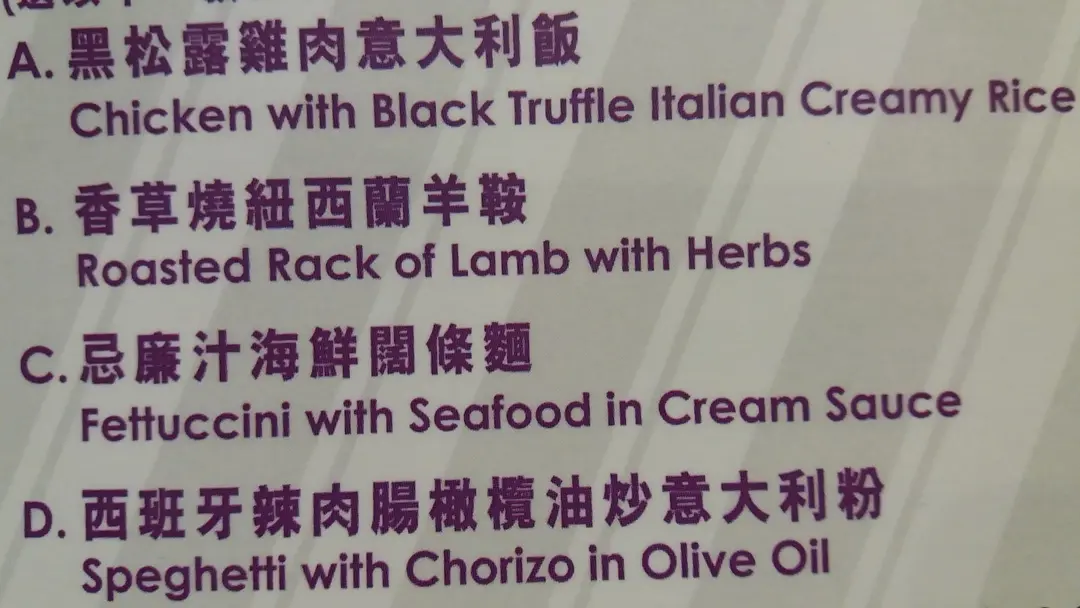 A. 黑松露雞肉意大利飯
Chicken with Black Truffle Italian Creamy Rice
B. 香草燒紐西蘭羊鞍
Roasted Rack of Lamb with Herbs
C. 忌廉汁海鮮闊條麵
Fettuccini with Seafood in Cream Sauce
D. 西班牙辣肉腸橄欖油炒意大利粉
Speghetti with Chorizo in Olive Oil